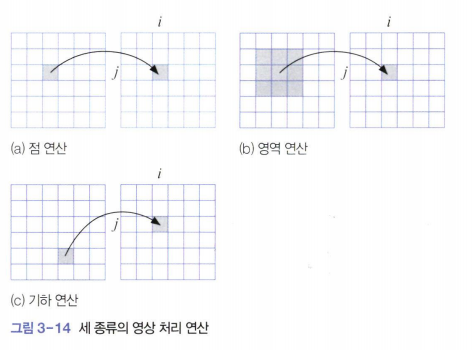 i
j
(a) 점 연산
i
j
(b) 영역 연산
i
j
(c) 기하 연산
그림 3-14 세 종류의 영상 처리 연산